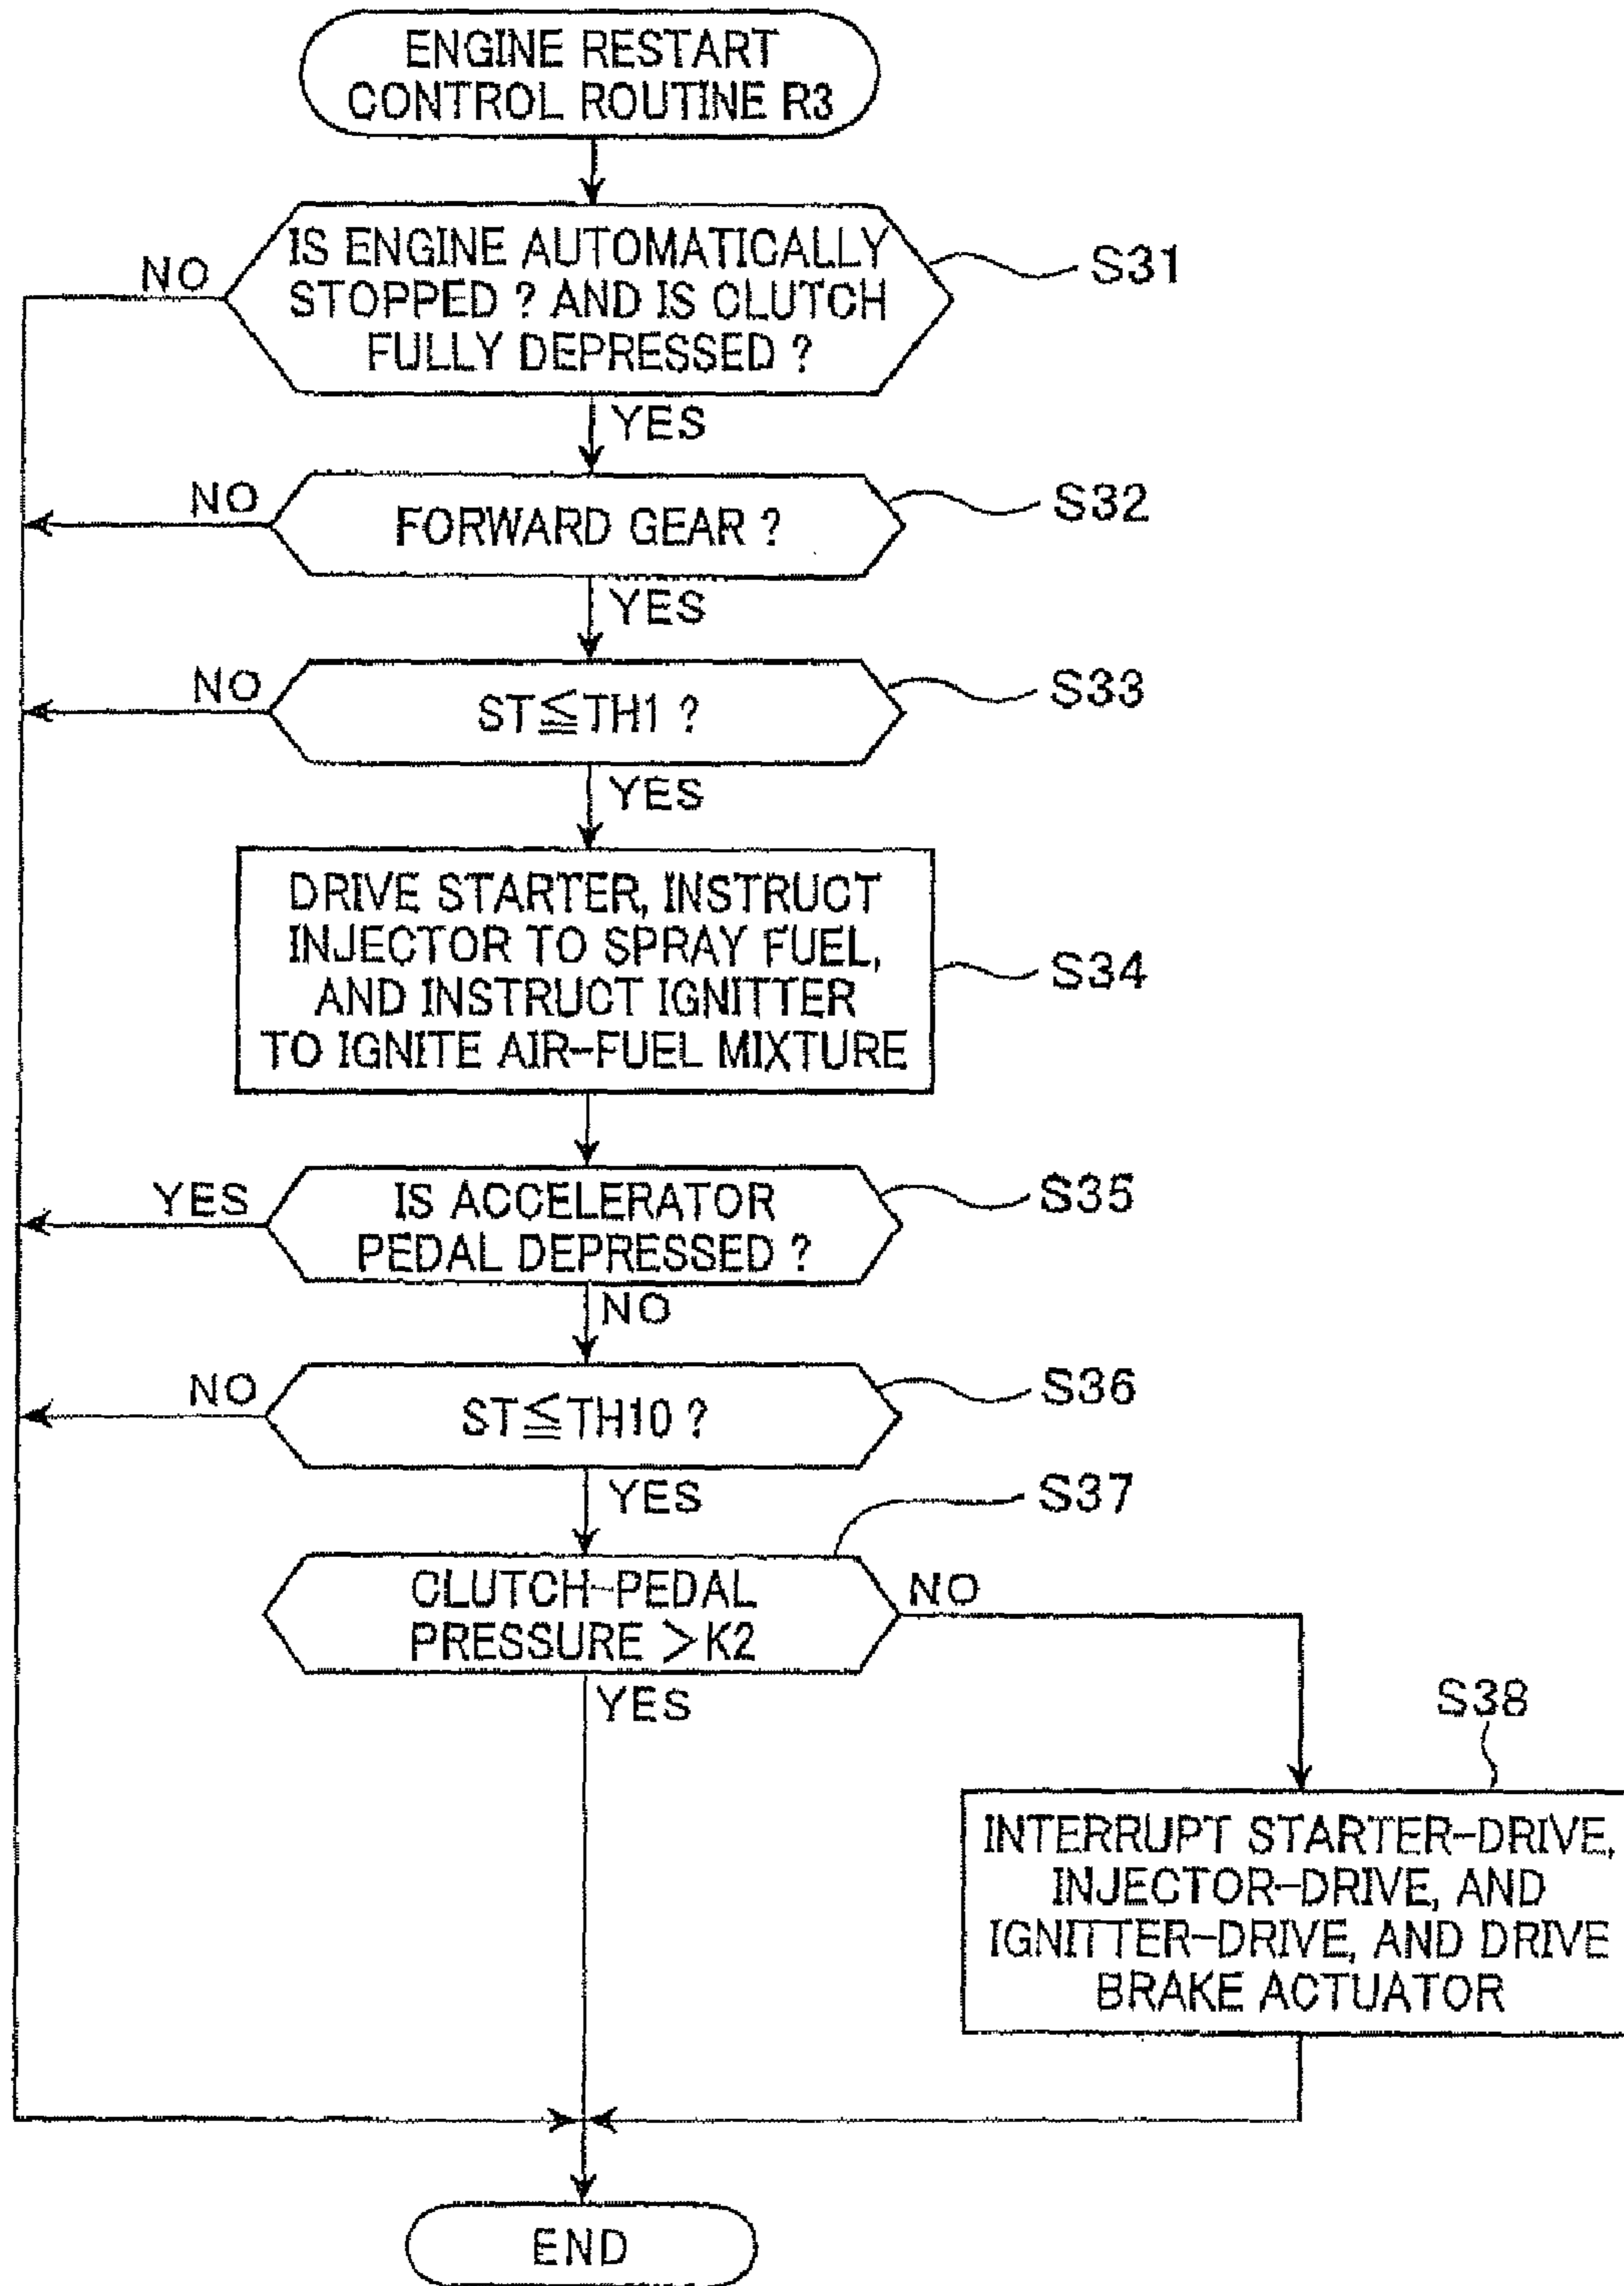 ENGINE RESTART
CONTROL ROUTINE R3
IS ENGINE AUTOMATICALLY
STOPPED ? AND IS CLUTCH
FULLY DEPRESSED ?
S31
NO
YES
FORWARD GEAR ?
S32
NO
YES
ST≦TH1 ?
S33
NO
YES
DRIVE STARTER, INSTRUCT
INJECTOR TO SPRAY FUEL,
AND INSTRUCT IGNITTER
TO IGNITE AIR-FUEL MIXTURE
S34
IS ACCELERATOR
PEDAL DEPRESSED ?
S35
YES
NO
ST≦TH10 ?
S36
NO
YES
CLUTCH-PEDAL
PRESSURE >K2
S37
NO
YES
S38
INTERRUPT STARTER-DRIVE,
INJECTOR-DRIVE, AND
IGNITTER-DRIVE, AND DRIVE
BRAKE ACTUATOR
END